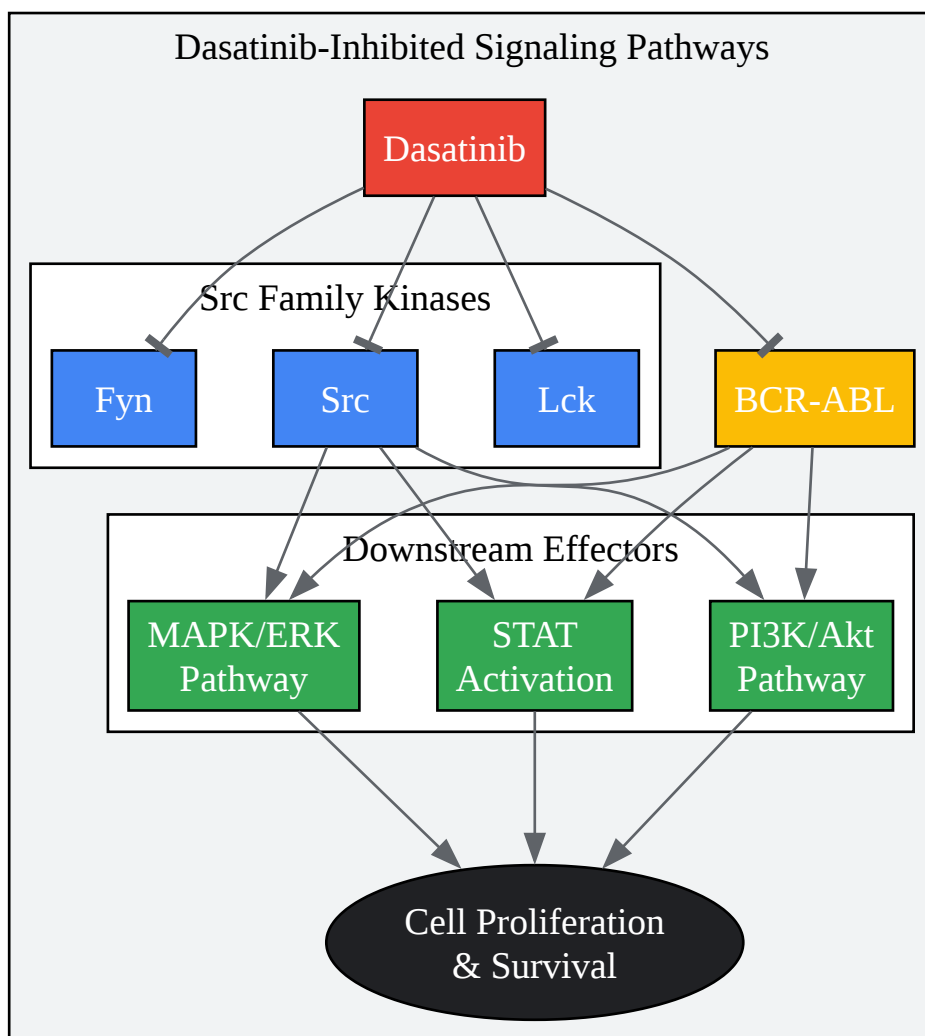 Dasatinib-Inhibited Signaling Pathways
Dasatinib
Src Family Kinases
Fyn
Src
Lck
BCR-ABL
Downstream Effectors
MAPK/ERK
Pathway
STAT
Activation
PI3K/Akt
Pathway
Cell Proliferation
& Survival